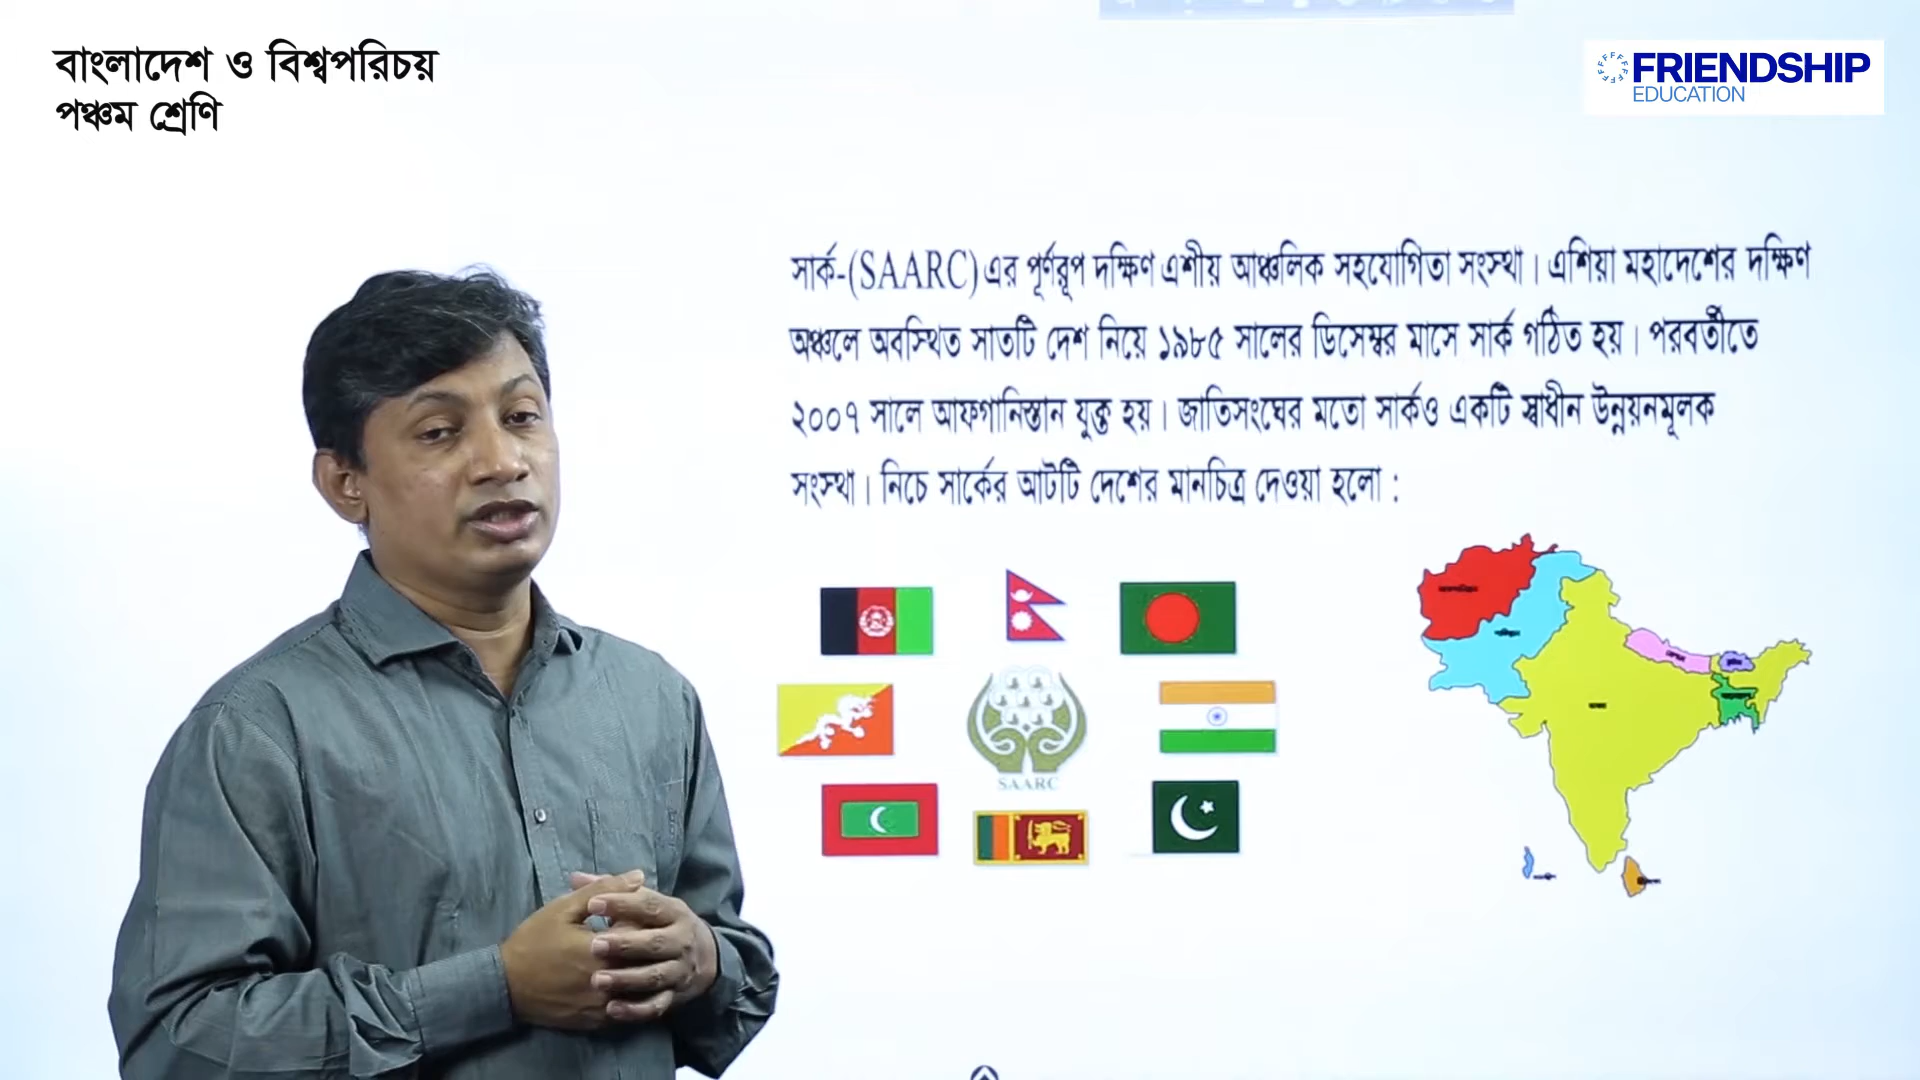 বাংলাদেশ ও বিশ্বপরিচয়
পঞ্চম শ্রেণি
FRIENDSHIP
EDUCATION
সার্ক-(SAARC) এর পূর্ণরূপ দক্ষিণ এশীয় আঞ্চলিক সহযোগিতা সংস্থা। এশিয়া মহাদেশের দক্ষিণ
অঞ্চলে অবস্থিত সাতটি দেশ নিয়ে ১৯৮৫ সালের ডিসেম্বর মাসে সার্ক গঠিত হয়। পরবর্তীতে
২০০৭ সালে আফগানিস্তান যুক্ত হয়। জাতিসংঘের মতো সার্কও একটি স্বাধীন উন্নয়নমূলক
সংস্থা। নিচে সার্কের আটটি দেশের মানচিত্র দেওয়া হলো :
SAARC